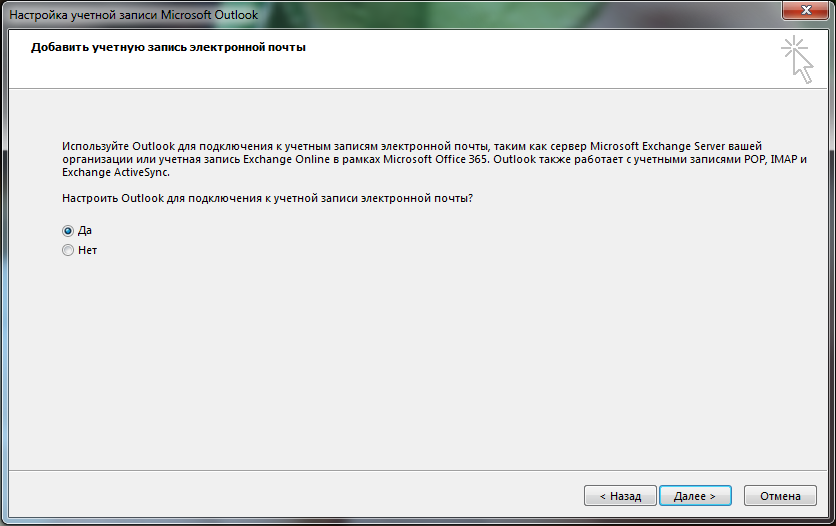 Настройка учетной записи Microsoft Outlook
Добавить учетную запись электронной почты
Используйте Outlook для подключения к учетным записям электронной почты, таким как сервер Microsoft Exchange Server вашей
организации или учетная запись Exchange Online в рамках Microsoft Office 365. Outlook также работает с учетными записями POP, IMAP и
Exchange ActiveSync.
Настроить Outlook для подключения к учетной записи электронной почты?
Да
Нет
< Назад Далее > Отмена